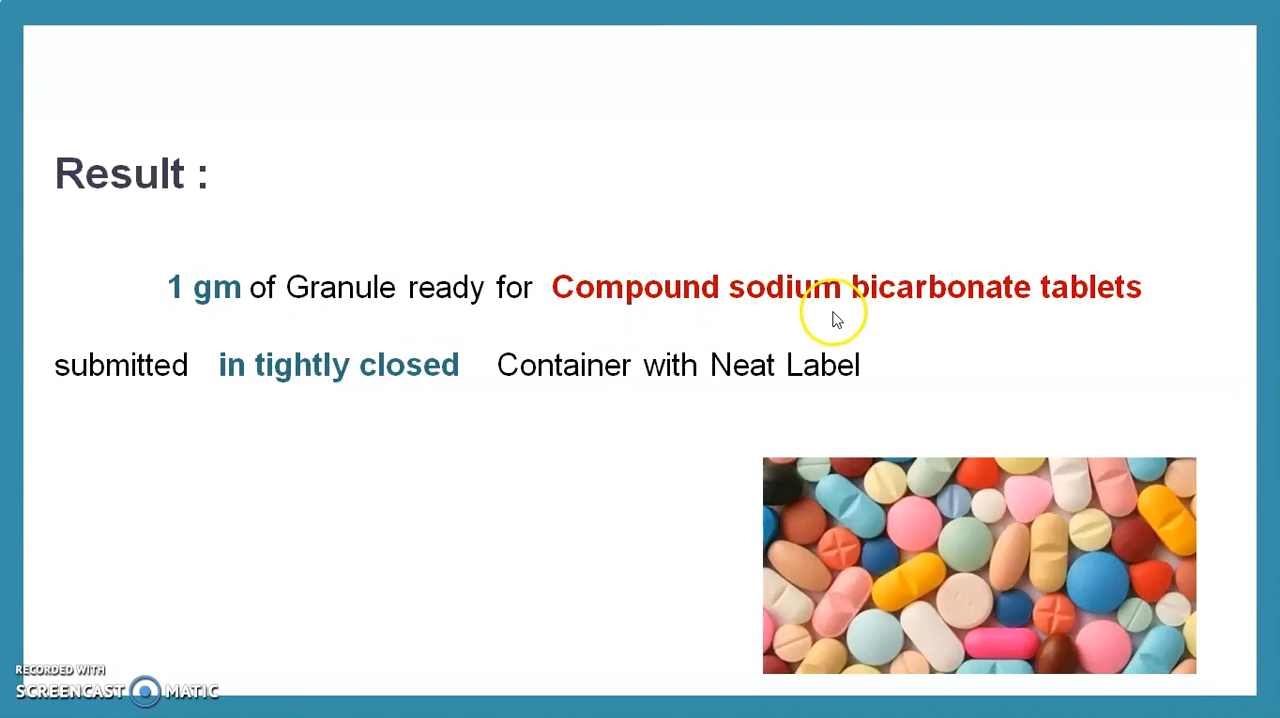 Result :
1 gm of Granule ready for Compound sodium bicarbonate tablets
submitted in tightly closed Container with Neat Label
RECORDED WITH
SCREENCAST MATIC